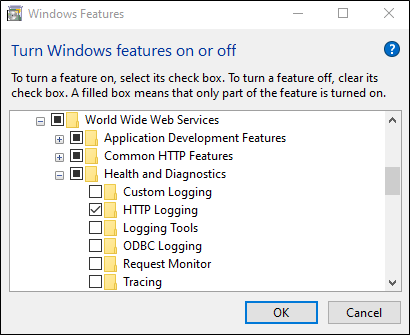 Windows Features
Turn Windows features on or off
?
To turn a feature on, select its check box. To turn a feature off, clear its
check box. A filled box means that only part of the feature is turned on.
World Wide Web Services
Application Development Features
Common HTTP Features
Health and Diagnostics
Custom Logging
HTTP Logging
Logging Tools
ODBC Logging
Request Monitor
Tracing
OK
Cancel